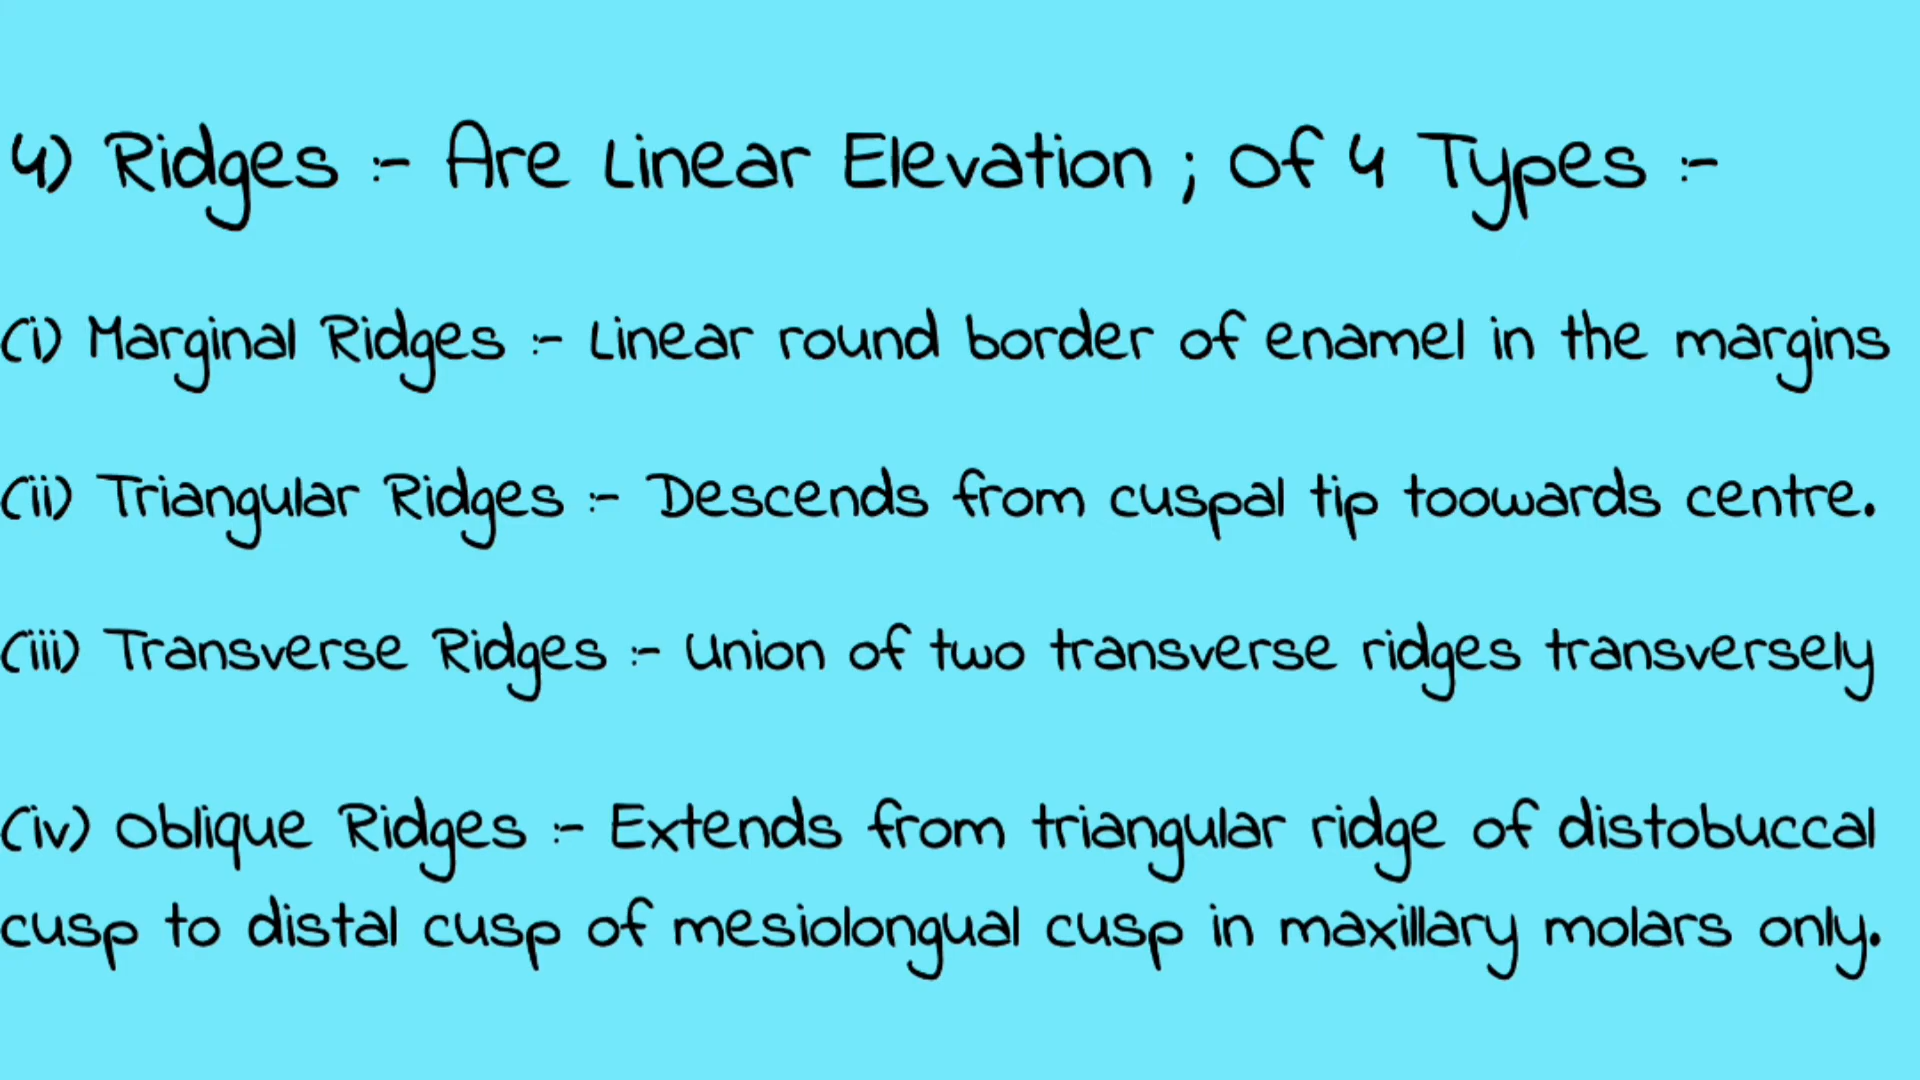 4) Ridges :- Are Linear Elevation ; Of 4 Types :-
(i) Marginal Ridges :- Linear round border of enamel in the margins
(ii) Triangular Ridges :- Descends from cuspal tip toowards centre.
(iii) Transverse Ridges :- Union of two transverse ridges transversely
(iv) Oblique Ridges :- Extends from triangular ridge of distobuccal
cusp to distal cusp of mesiolongual cusp in maxillary molars only.